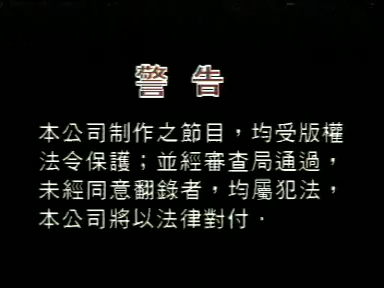 警告
本公司制作之節目，均受版權
法令保護；並經審查局通過，
未經同意翻錄者，均屬犯法，
本公司將以法律對付．